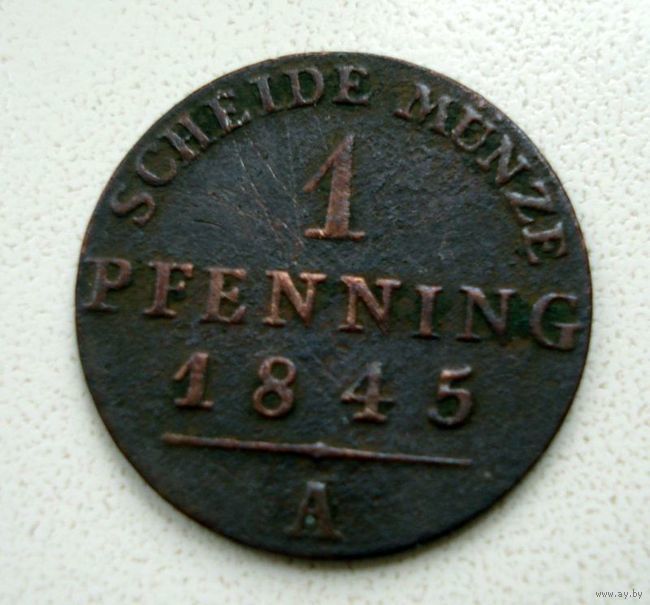 SCHEIDE MÜNZE
1
PFENNING
1845
A
www.ay.by